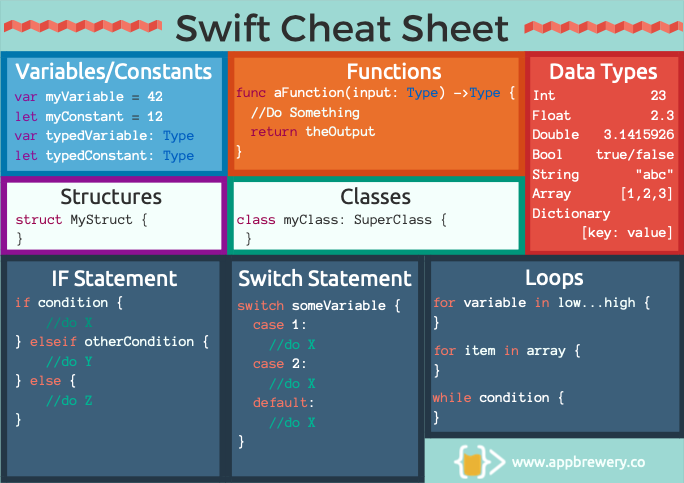 Swift Cheat Sheet
Variables/Constants
var myVariable = 42
let myConstant = 12
var typedVariable: Type
let typedConstant: Type
Functions
func aFunction(input: Type) ->Type {
//Do Something
return theOutput
}
Data Types
Int 23
Float 2.3
Double 3.1415926
Bool true/false
String "abc"
Array [1,2,3]
Dictionary
[key: value]
Structures
struct MyStruct {
}
Classes
class myClass: SuperClass {
}
IF Statement
if condition {
//do X
} elseif otherCondition {
//do Y
} else {
//do Z
}
Switch Statement
switch someVariable {
case 1:
//do X
case 2:
//do X
default:
//do X
}
Loops
for variable in low...high {
}
for item in array {
}
while condition {
}
www.appbrewery.co